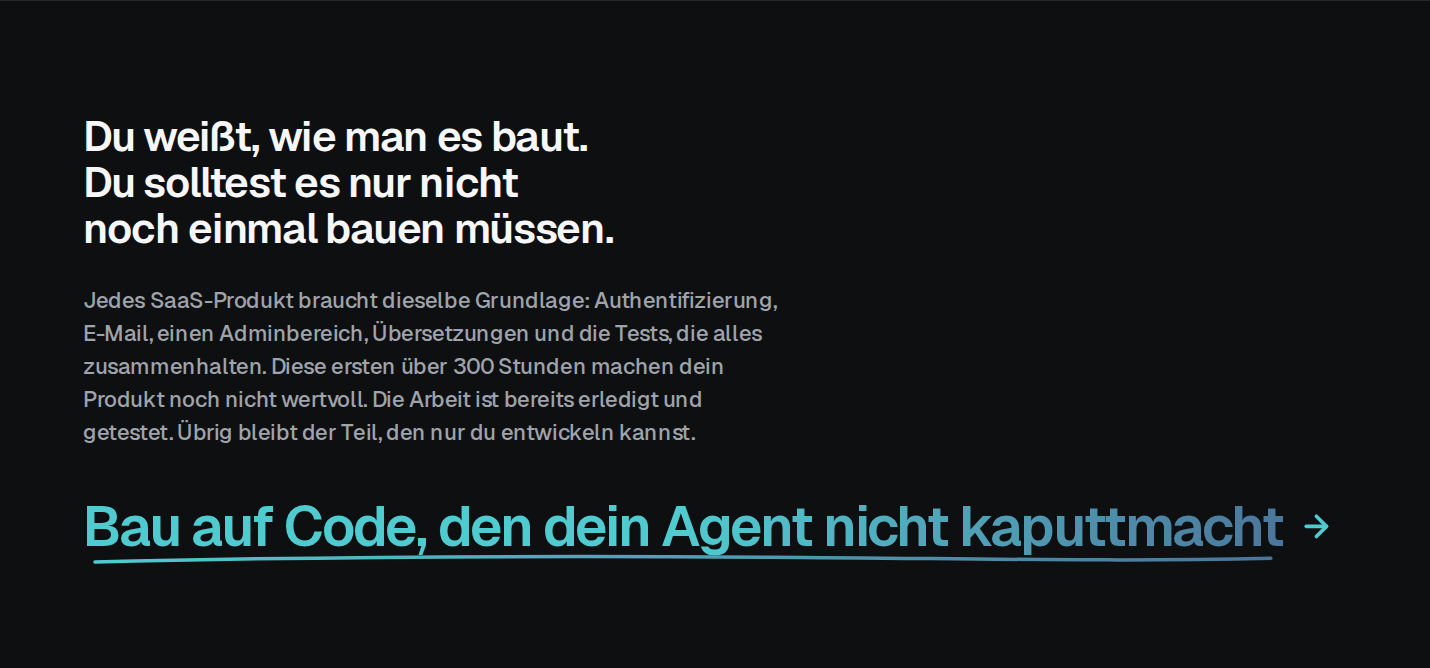 Du weißt, wie man es baut.
Du solltest es nur nicht
noch einmal bauen müssen.
Jedes SaaS-Produkt braucht dieselbe Grundlage: Authentifizierung,
E-Mail, einen Adminbereich, Übersetzungen und die Tests, die alles
zusammenhalten. Diese ersten über 300 Stunden machen dein
Produkt noch nicht wertvoll. Die Arbeit ist bereits erledigt und
getestet. Übrig bleibt der Teil, den nur du entwickeln kannst.
Bau auf Code, den dein Agent nicht kaputtmacht →